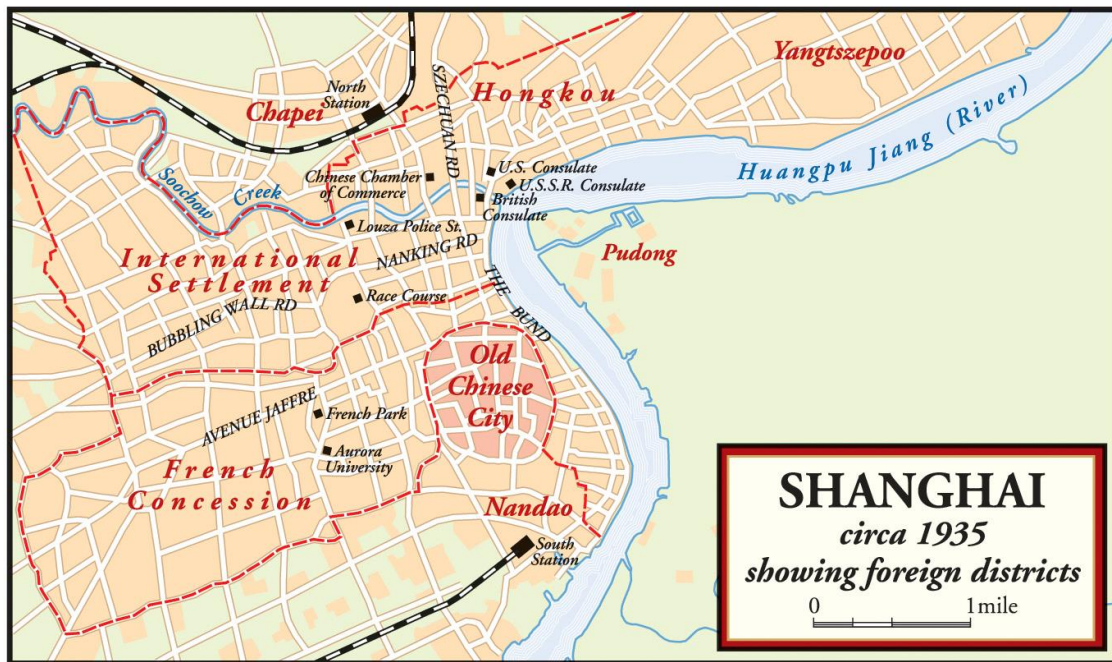 Yangtszepoo
SZECHUAN RD
Hongkou
North
Station
Chapei
Huangpu Jiang (River)
U.S. Consulate
Chinese Chamber
of Commerce
U.S.S.R. Consulate
British
Consulate
Soochow
Creek
Louza Police St.
NANKING RD
Pudong
International
Settlement
THE BUND
Race Course
BUBBLING WALL RD
Old
Chinese
City
AVENUE JAFFRE
French Park
Aurora
University
French
Concession
Nandao
South
Station
SHANGHAI
circa 1935
showing foreign districts
0 1 mile